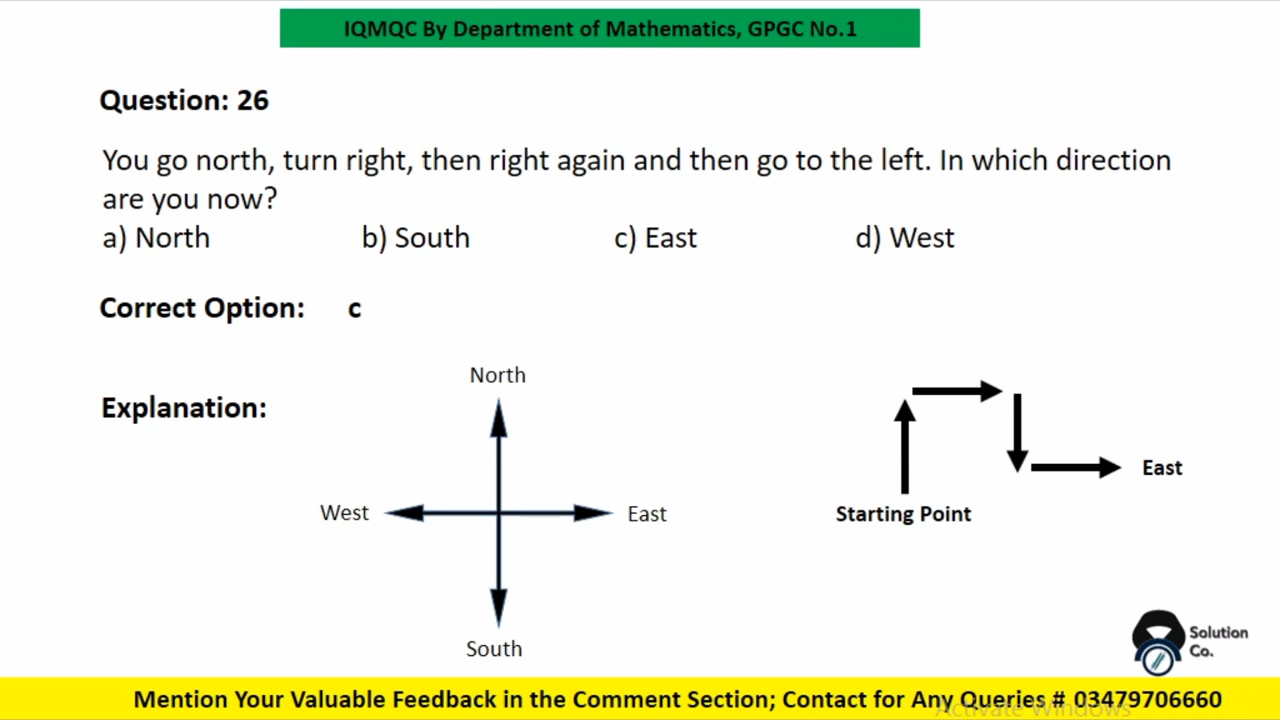 IQMQC By Department of Mathematics, GPGC No.1
Question: 26
You go north, turn right, then right again and then go to the left. In which direction
are you now?
a) North b) South c) East d) West
Correct Option: c
Explanation:
North
West
East
South
East
Starting Point
Solution
Co.
Mention Your Valuable Feedback in the Comment Section; Contact for Any Queries # 03479706660
Activate Windows